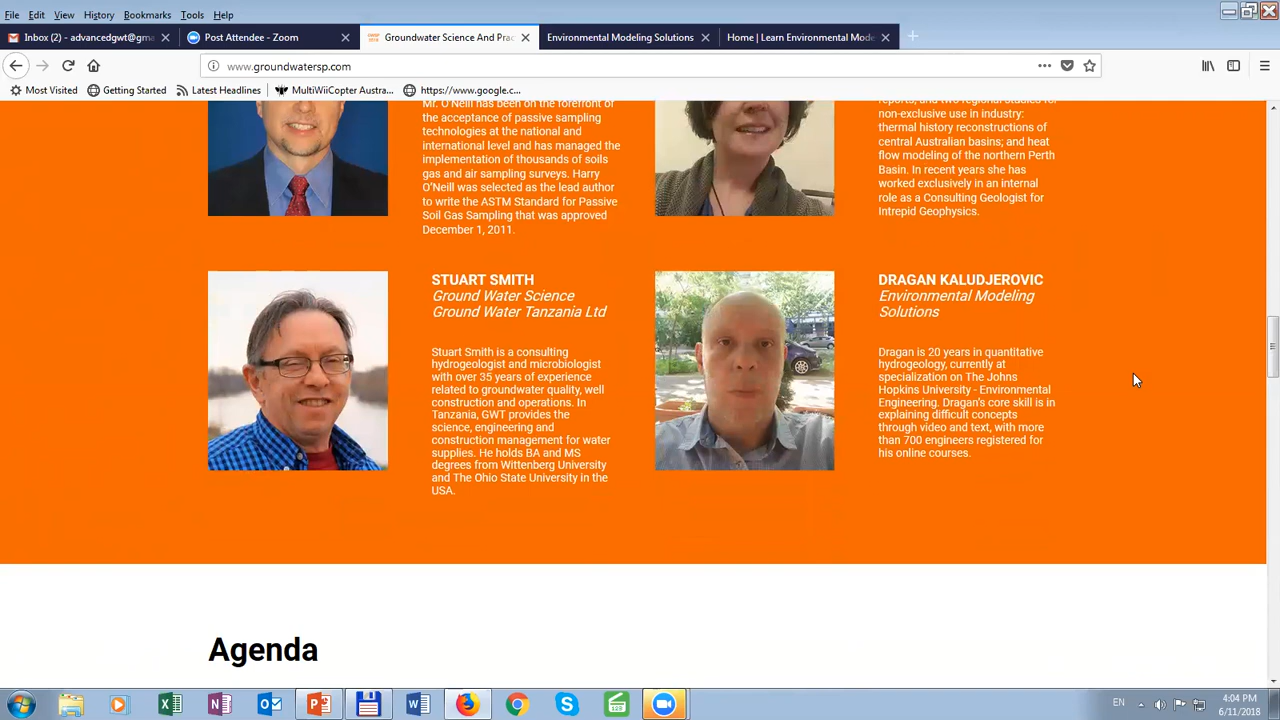 File Edit View History Bookmarks Tools Help
Inbox (2) - advancedgwt@gma
Post Attendee - Zoom
Groundwater Science And Prac
Environmental Modeling Solutions
Home | Learn Environmental Mode
www.groundwatersp.com
Most Visited
Getting Started
Latest Headlines
MultiWiiCopter Austra...
https://www.google.c...
Mr. O'Neill has been on the forefront of
the acceptance of passive sampling
technologies at the national and
international level and has managed the
implementation of thousands of soils
gas and air sampling surveys. Harry
O'Neill was selected as the lead author
to write the ASTM Standard for Passive
Soil Gas Sampling that was approved
December 1, 2011.
reports, and two regional studies for
non-exclusive use in industry:
thermal history reconstructions of
central Australian basins; and heat
flow modeling of the northern Perth
Basin. In recent years she has
worked exclusively in an internal
role as a Consulting Geologist for
Intrepid Geophysics.
STUART SMITH
Ground Water Science
Ground Water Tanzania Ltd
Stuart Smith is a consulting
hydrogeologist and microbiologist
with over 35 years of experience
related to groundwater quality, well
construction and operations. In
Tanzania, GWT provides the
science, engineering and
construction management for water
supplies. He holds BA and MS
degrees from Wittenberg University
and The Ohio State University in the
USA.
DRAGAN KALUDJEROVIC
Environmental Modeling
Solutions
Dragan is 20 years in quantitative
hydrogeology, currently at
specialization on The Johns
Hopkins University - Environmental
Engineering. Dragan's core skill is in
explaining difficult concepts
through video and text, with more
than 700 engineers registered for
his online courses.
Agenda
EN
4:04 PM
6/11/2018